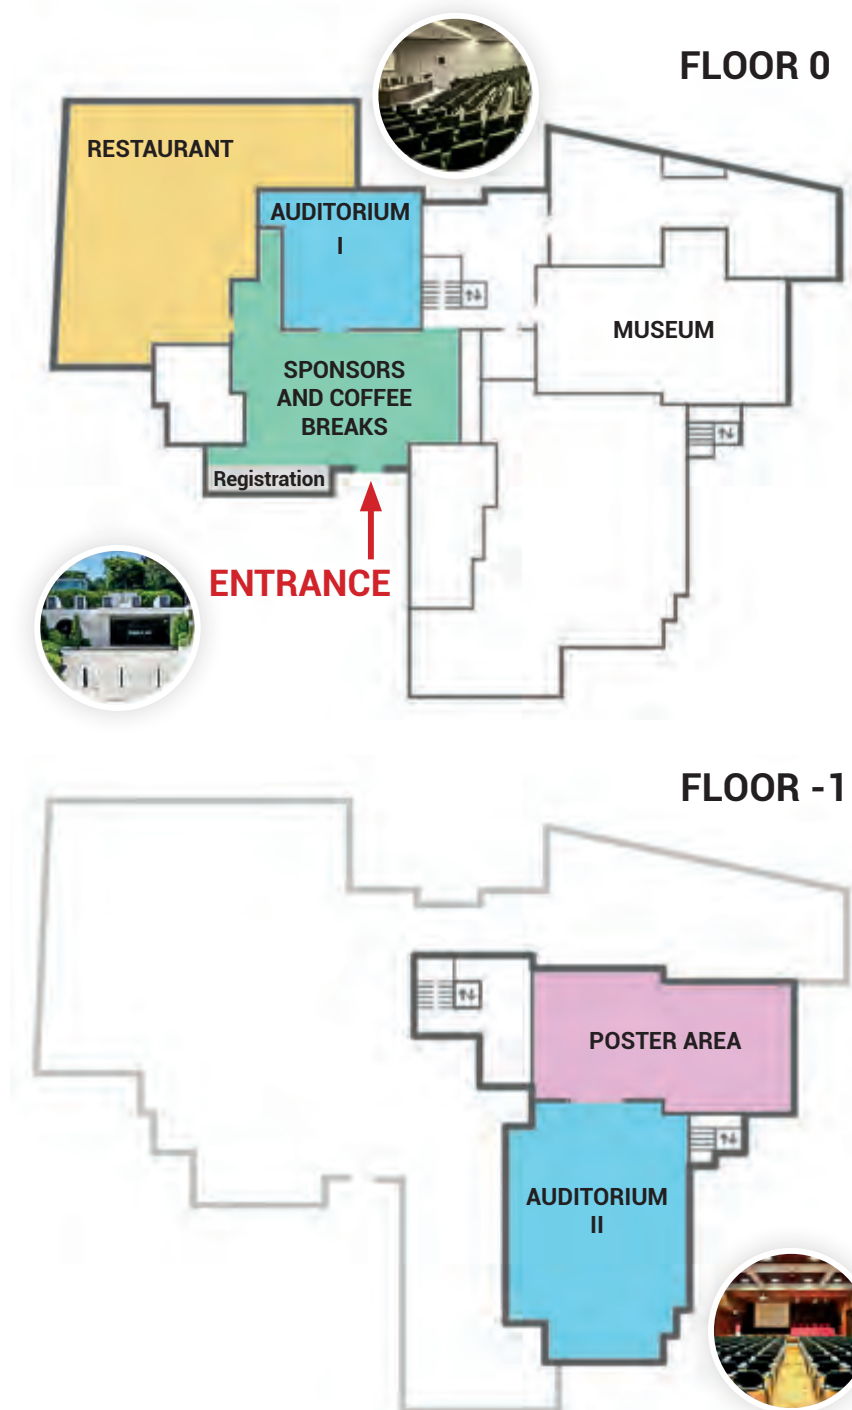 FLOOR 0
RESTAURANT
AUDITORIUM
I
MUSEUM
SPONSORS
AND COFFEE
BREAKS
Registration
ENTRANCE
FLOOR -1
POSTER AREA
AUDITORIUM
II